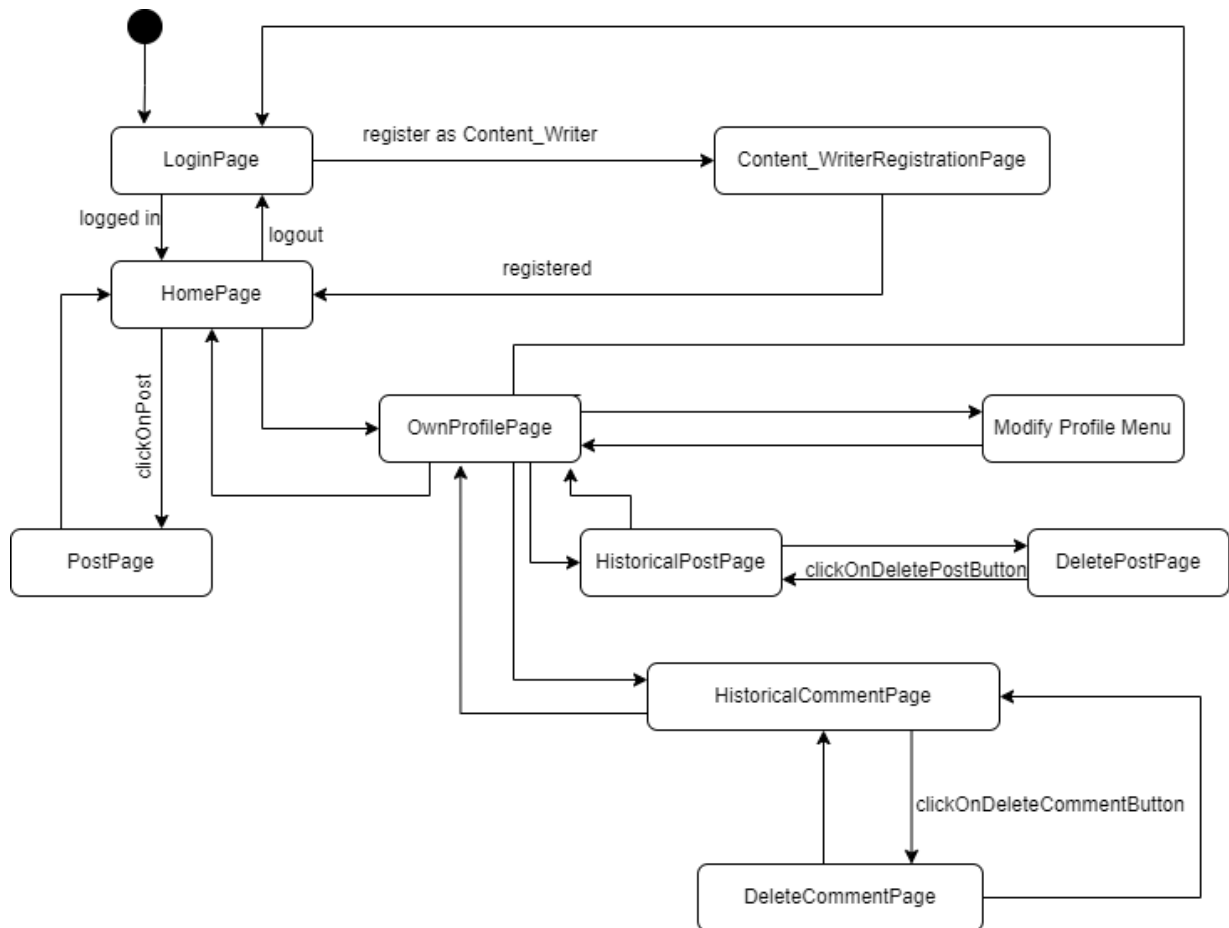 register as Content_Writer
LoginPage
Content_WriterRegistrationPage
logged in
logout
registered
HomePage
clickOnPost
OwnProfilePage
Modify Profile Menu
PostPage
HistoricalPostPage
clickOnDeletePostButton
DeletePostPage
HistoricalCommentPage
clickOnDeleteCommentButton
DeleteCommentPage